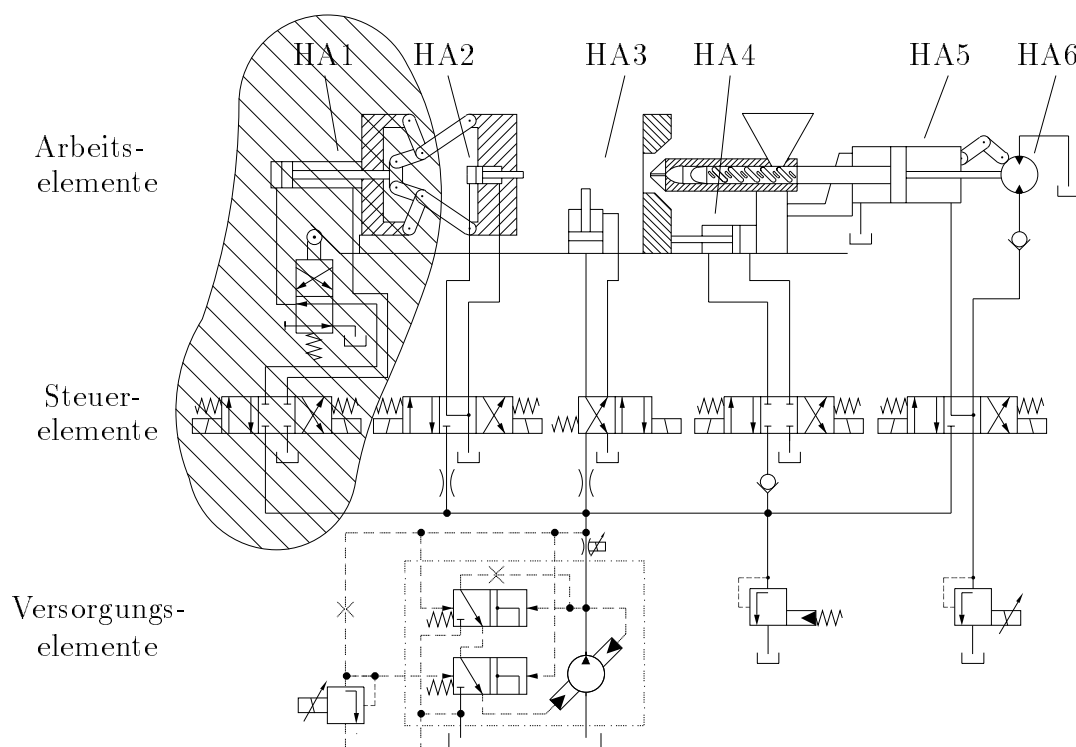 HA1 HA2 HA3 HA4 HA5 HA6
Arbeits-
elemente
Steuer-
elemente
Versorgungs-
elemente